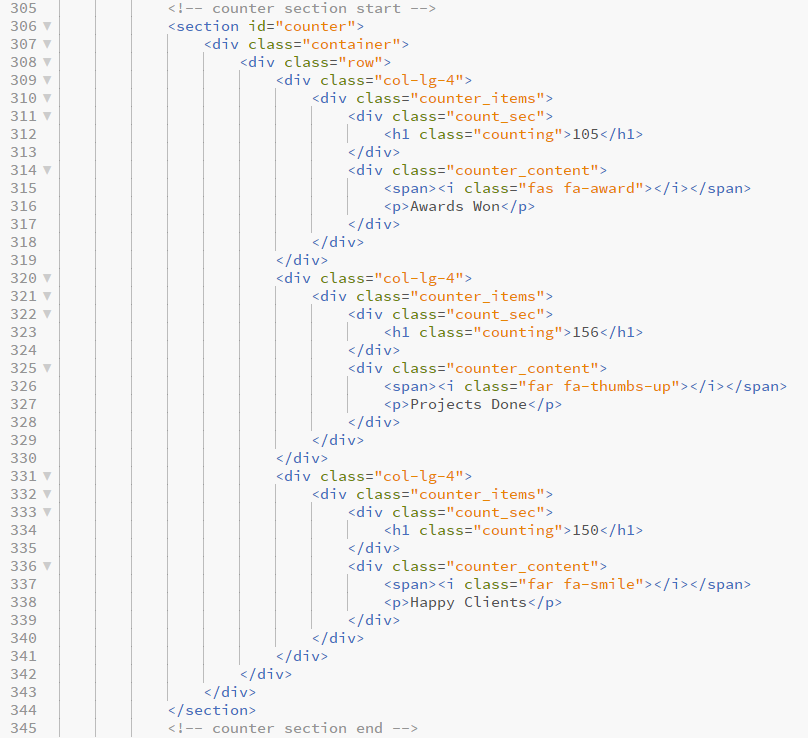 305 <!-- counter section start -->
306 <section id="counter">
307 <div class="container">
308 <div class="row">
309 <div class="col-lg-4">
310 <div class="counter_items">
311 <div class="count_sec">
312 <h1 class="counting">105</h1>
313 </div>
314 <div class="counter_content">
315 <span><i class="fas fa-award"></i></span>
316 <p>Awards Won</p>
317 </div>
318 </div>
319 </div>
320 <div class="col-lg-4">
321 <div class="counter_items">
322 <div class="count_sec">
323 <h1 class="counting">156</h1>
324 </div>
325 <div class="counter_content">
326 <span><i class="far fa-thumbs-up"></i></span>
327 <p>Projects Done</p>
328 </div>
329 </div>
330 </div>
331 <div class="col-lg-4">
332 <div class="counter_items">
333 <div class="count_sec">
334 <h1 class="counting">150</h1>
335 </div>
336 <div class="counter_content">
337 <span><i class="far fa-smile"></i></span>
338 <p>Happy Clients</p>
339 </div>
340 </div>
341 </div>
342 </div>
343 </div>
344 </section>
345 <!-- counter section end -->